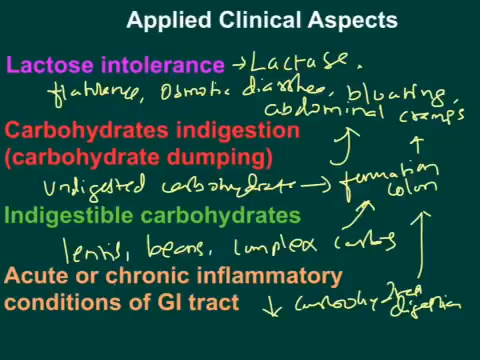 Applied Clinical Aspects
Lactose intolerance → Lactase.
flatulence, Osmotic diarrhea, bloating,
abdominal cramps
Carbohydrates indigestion
(carbohydrate dumping)
undigested carbohydrate → fermentation
colon
Indigestible carbohydrates
lentils, beans, complex carbs
Acute or chronic inflammatory
conditions of GI tract ↓ carbohydrates
digestion